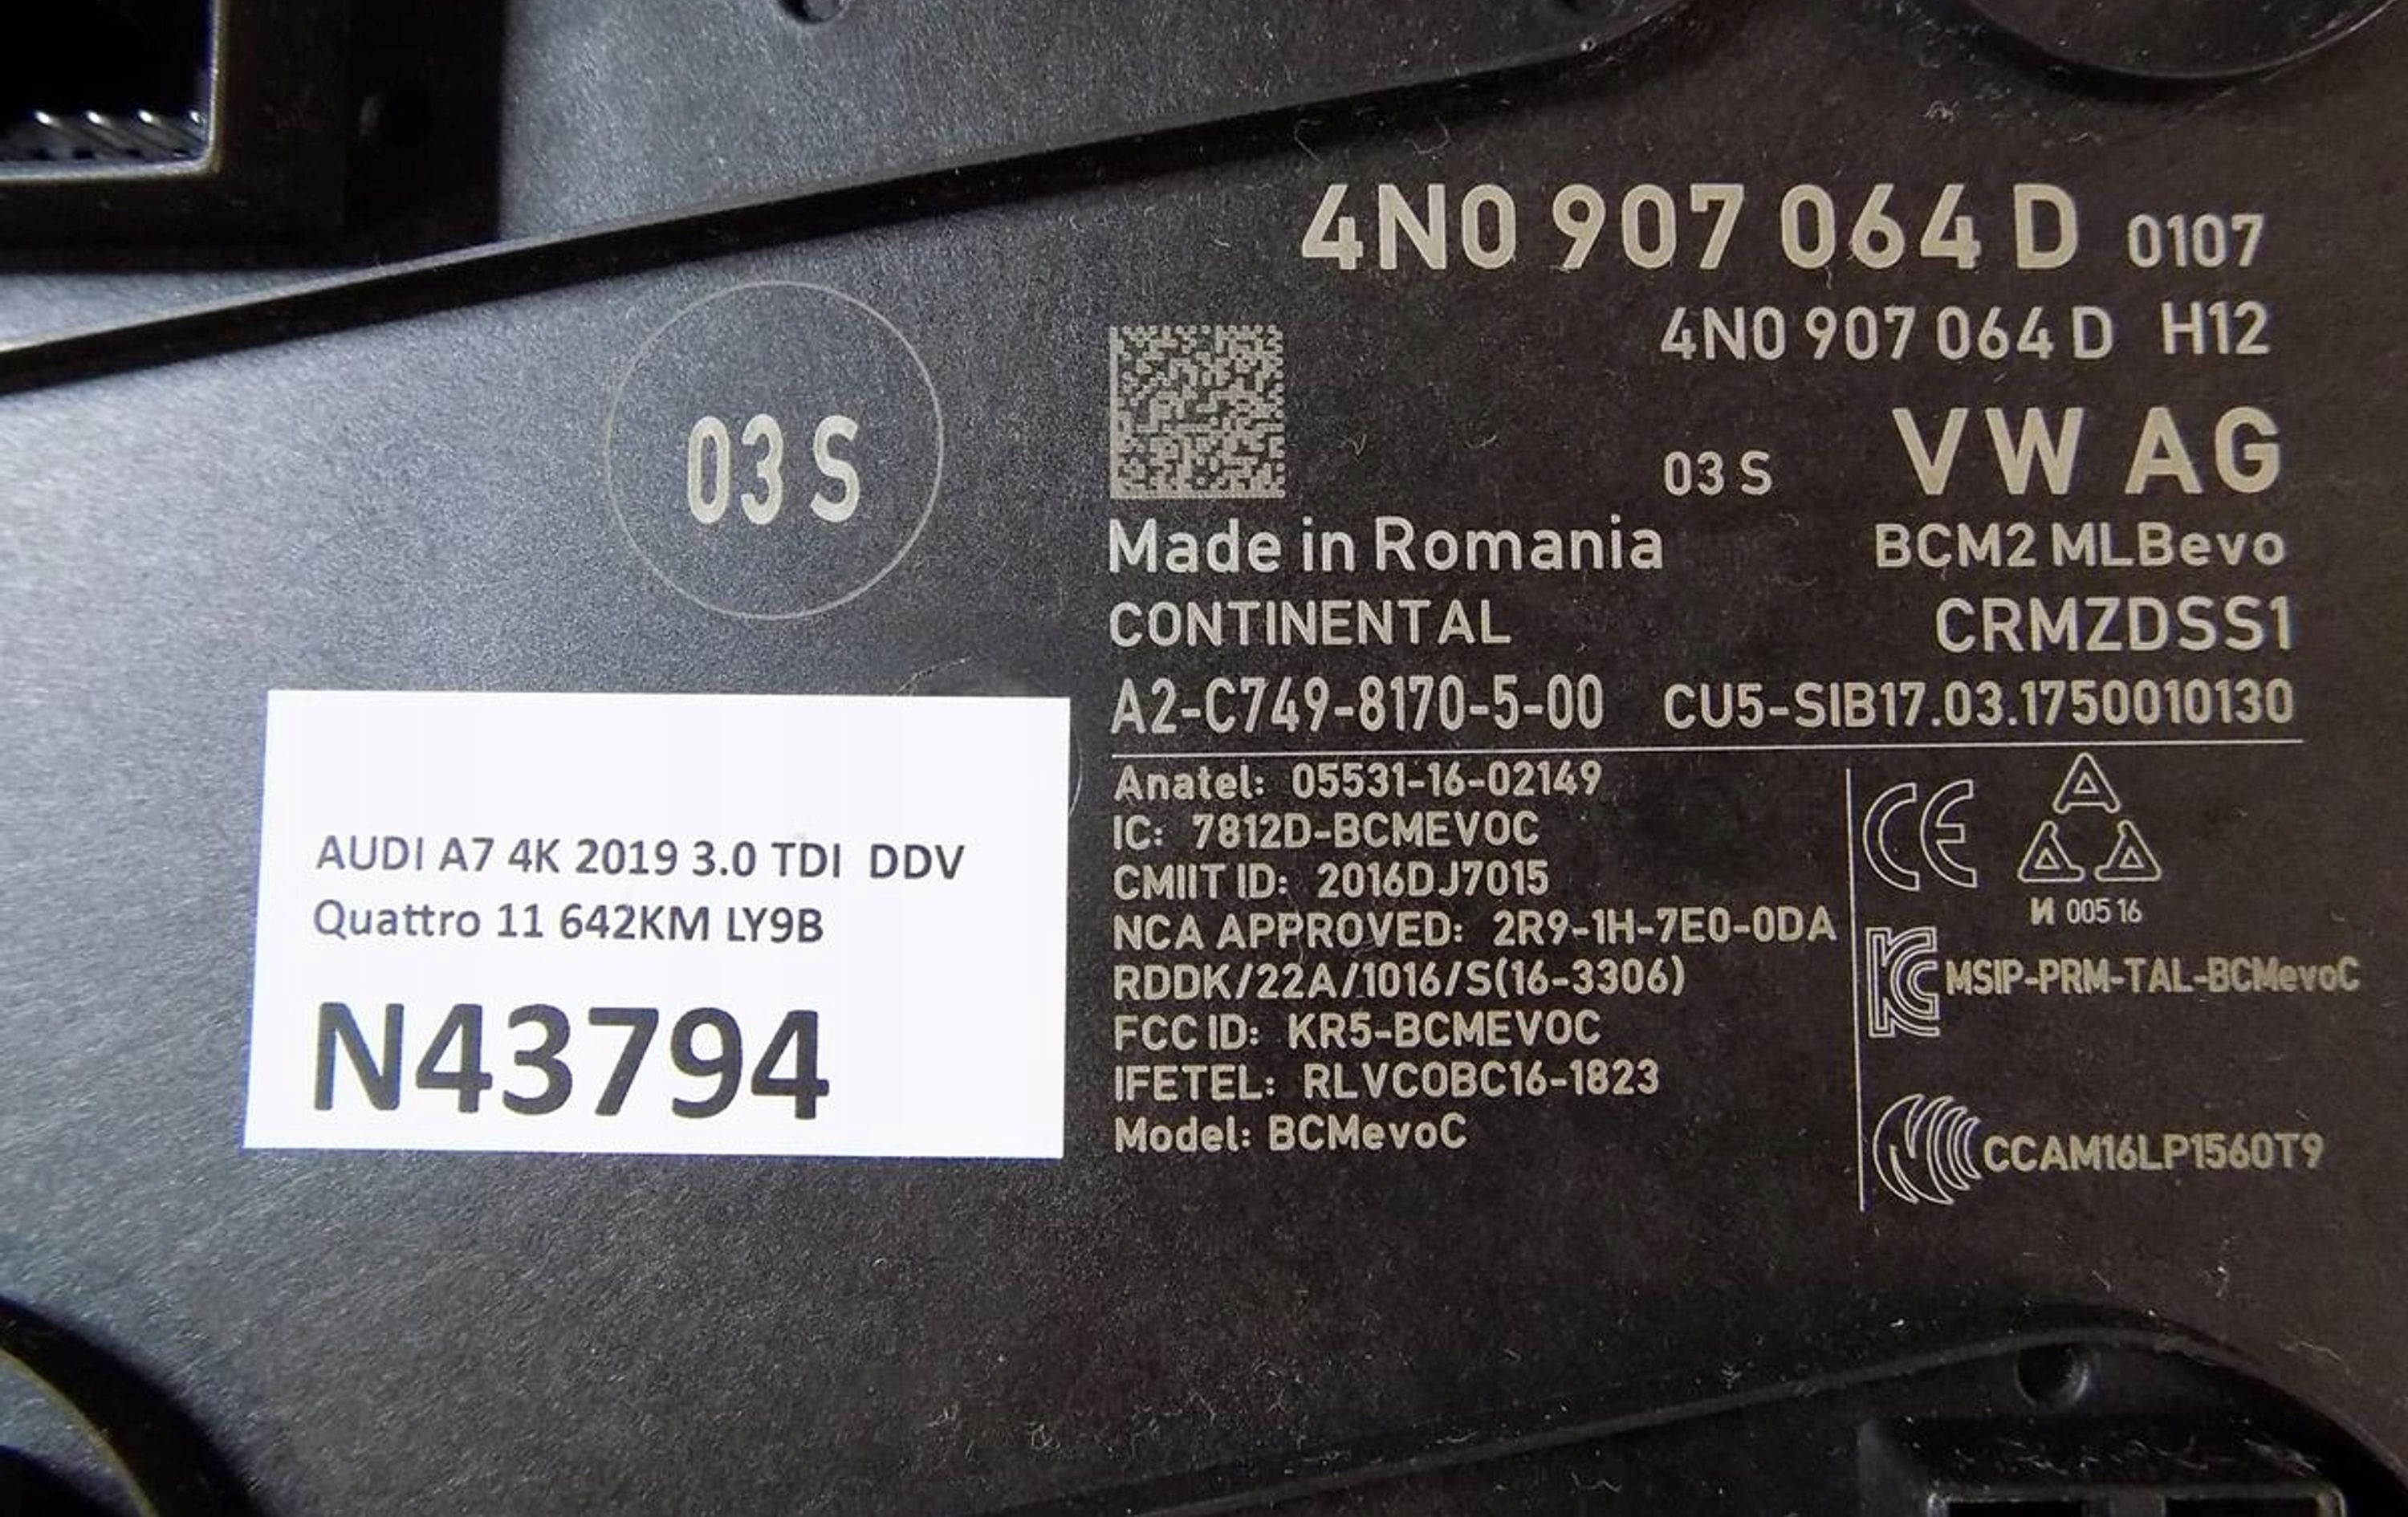 4N0 907 064 D 0107
4N0 907 064 D H12
03 S
03 S VW AG
Made in Romania BCM2 MLBevo
CONTINENTAL CRMZDSS1
A2-C749-8170-5-00 CU5-SIB17.03.1750010130
Anatel: 05531-16-02149
IC: 7812D-BCMEVOC
CMIIT ID: 2016DJ7015
NCA APPROVED: 2R9-1H-7E0-0DA
RDDK/22A/1016/S(16-3306)
FCC ID: KR5-BCMEVOC
IFETEL: RLVCOBC16-1823
Model: BCMevoC
CE
И 005 16
MSIP-PRM-TAL-BCMevoC
CCAM16LP1560T9
AUDI A7 4K 2019 3.0 TDI DDV
Quattro 11 642KM LY9B
N43794